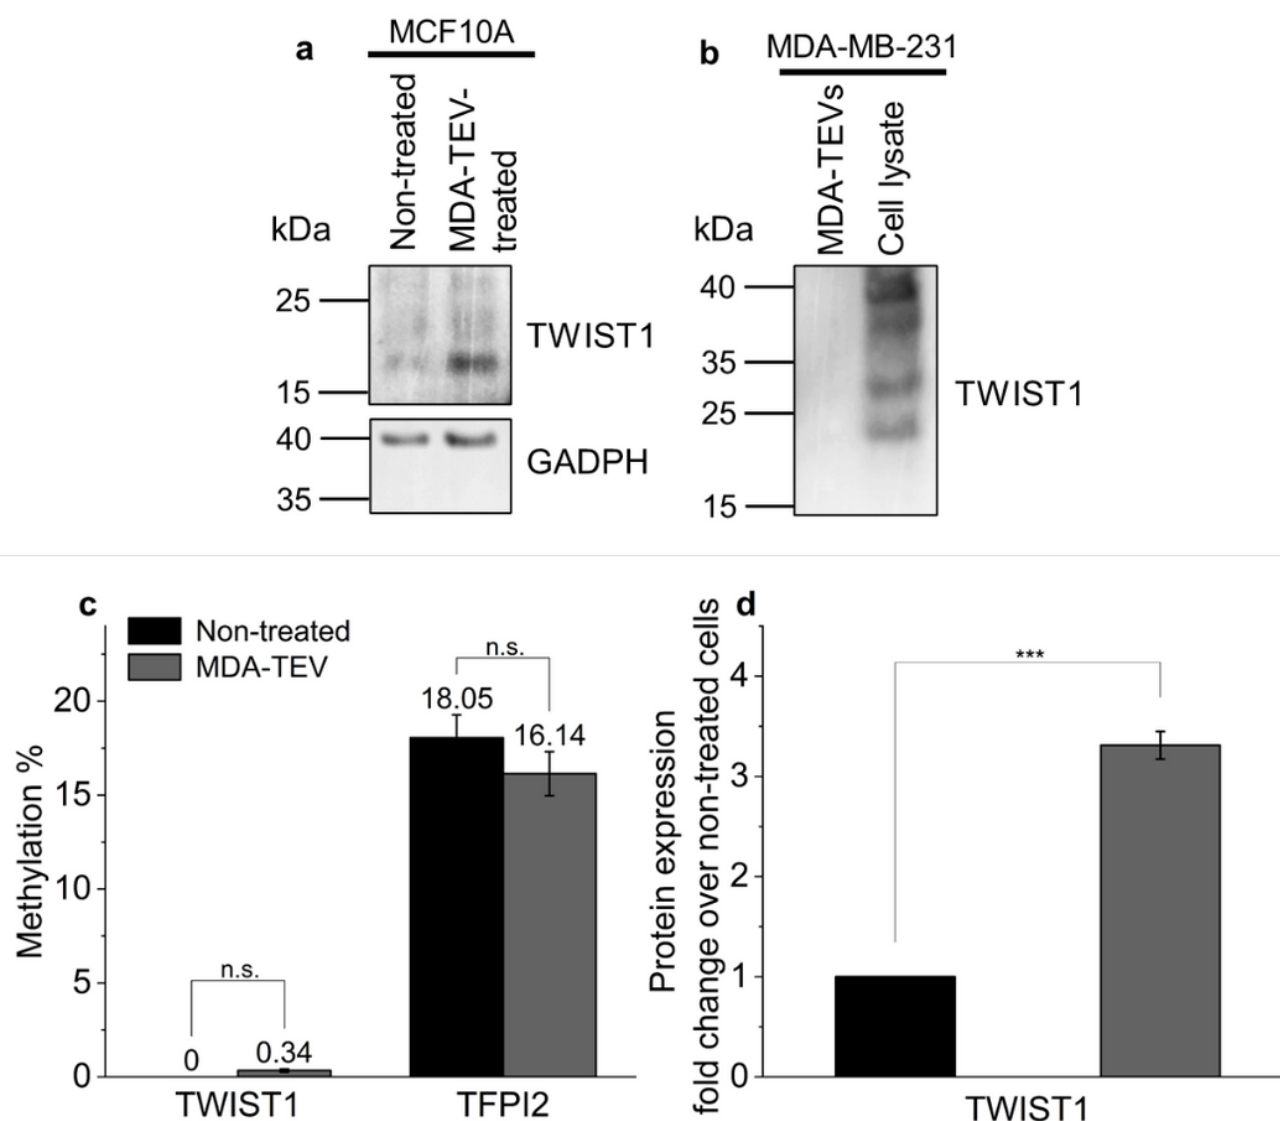 a
MCF10A
Non-treated
MDA-TEV-
treated
kDa
25
15
TWIST1
40
35
GADPH
b
MDA-MB-231
MDA-TEVs
Cell lysate
kDa
40
35
25
15
TWIST1
c
Non-treated
MDA-TEV
Methylation %
20
15
10
5
0
n.s.
0
0.34
n.s.
18.05
16.14
TWIST1
TFPI2
d
Protein expression
fold change over non-treated cells
4
3
2
1
0
***
TWIST1